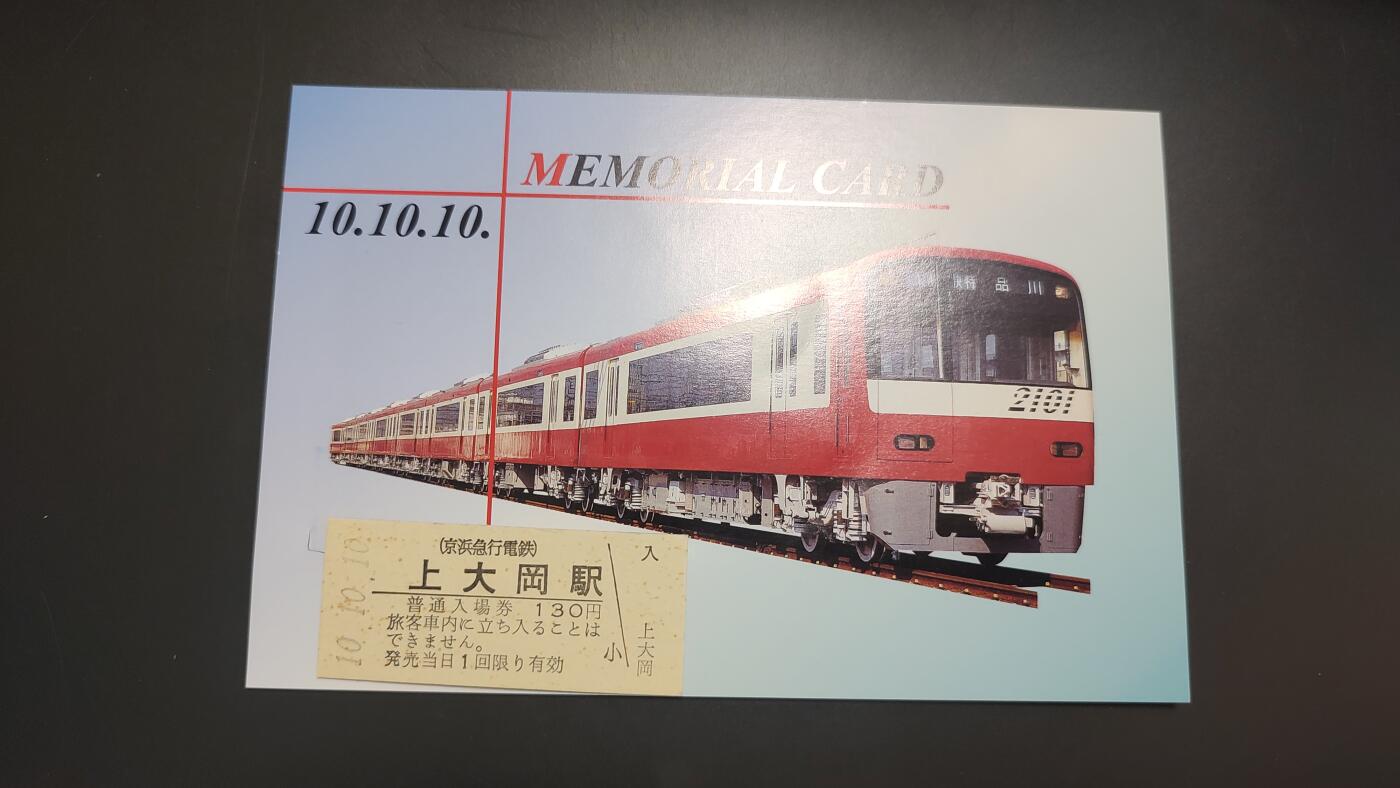 MEMORIAL CARD
10.10.10.
快特 品川
2101
10.10.10
(京浜急行電鉄)
上大岡駅
普通入場券 130円
旅客車内に立ち入ることは
できません。
発売当日1回限り有効
小
入
上大岡